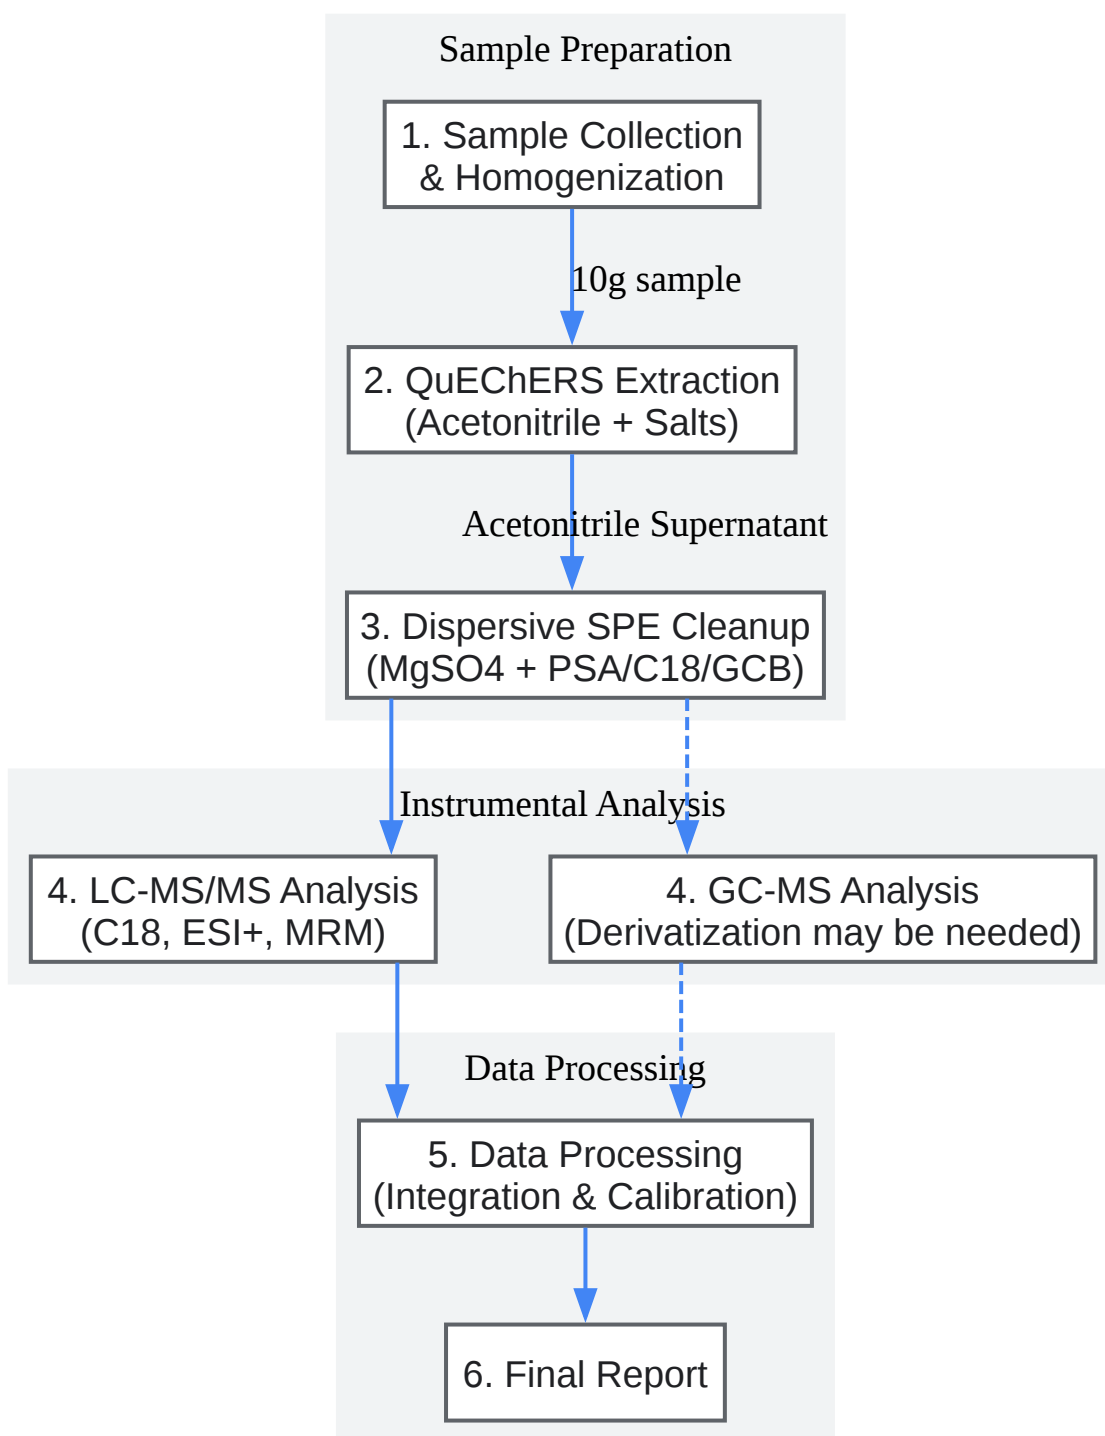 Sample Preparation
1. Sample Collection
& Homogenization
10g sample
2. QuEChERS Extraction
(Acetonitrile + Salts)
Acetonitrile Supernatant
3. Dispersive SPE Cleanup
(MgSO4 + PSA/C18/GCB)
Instrumental Analysis
4. LC-MS/MS Analysis
(C18, ESI+, MRM)
4. GC-MS Analysis
(Derivatization may be needed)
Data Processing
5. Data Processing
(Integration & Calibration)
6. Final Report